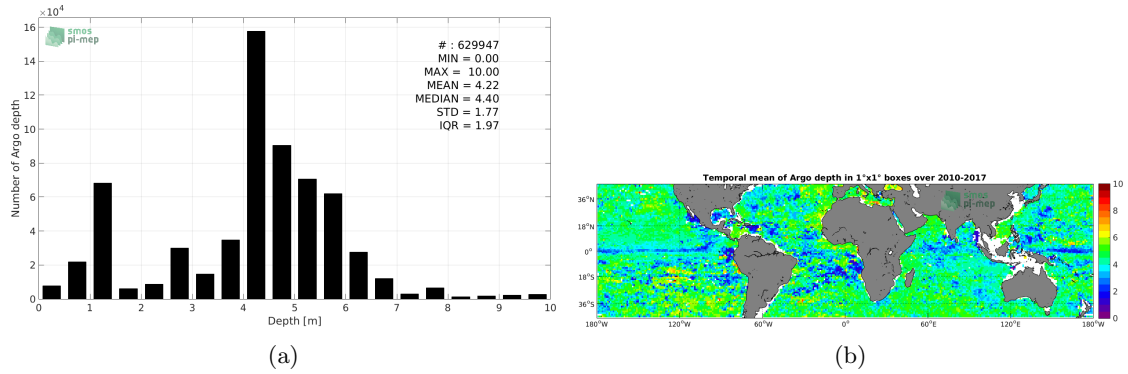 ×10⁴
smos
pi-mep
# : 629947
MIN = 0.00
MAX = 10.00
MEAN = 4.22
MEDIAN = 4.40
STD = 1.77
IQR = 1.97
Number of Argo depth
16
14
12
10
8
6
4
2
0
0 1 2 3 4 5 6 7 8 9 10
Depth [m]
(a)
Temporal mean of Argo depth in 1°x1° boxes over 2010-2017
smos
pi-mep
36°N
18°N
0°
18°S
36°S
180°W 120°W 60°W 0° 60°E 120°E 180°W
10
8
6
4
2
0
(b)